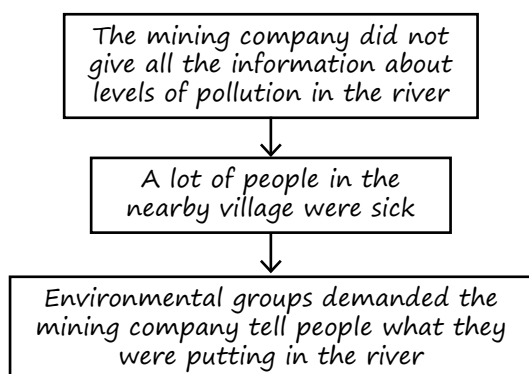 The mining company did not
give all the information about
levels of pollution in the river
A lot of people in the
nearby village were sick
Environmental groups demanded the
mining company tell people what they
were putting in the river